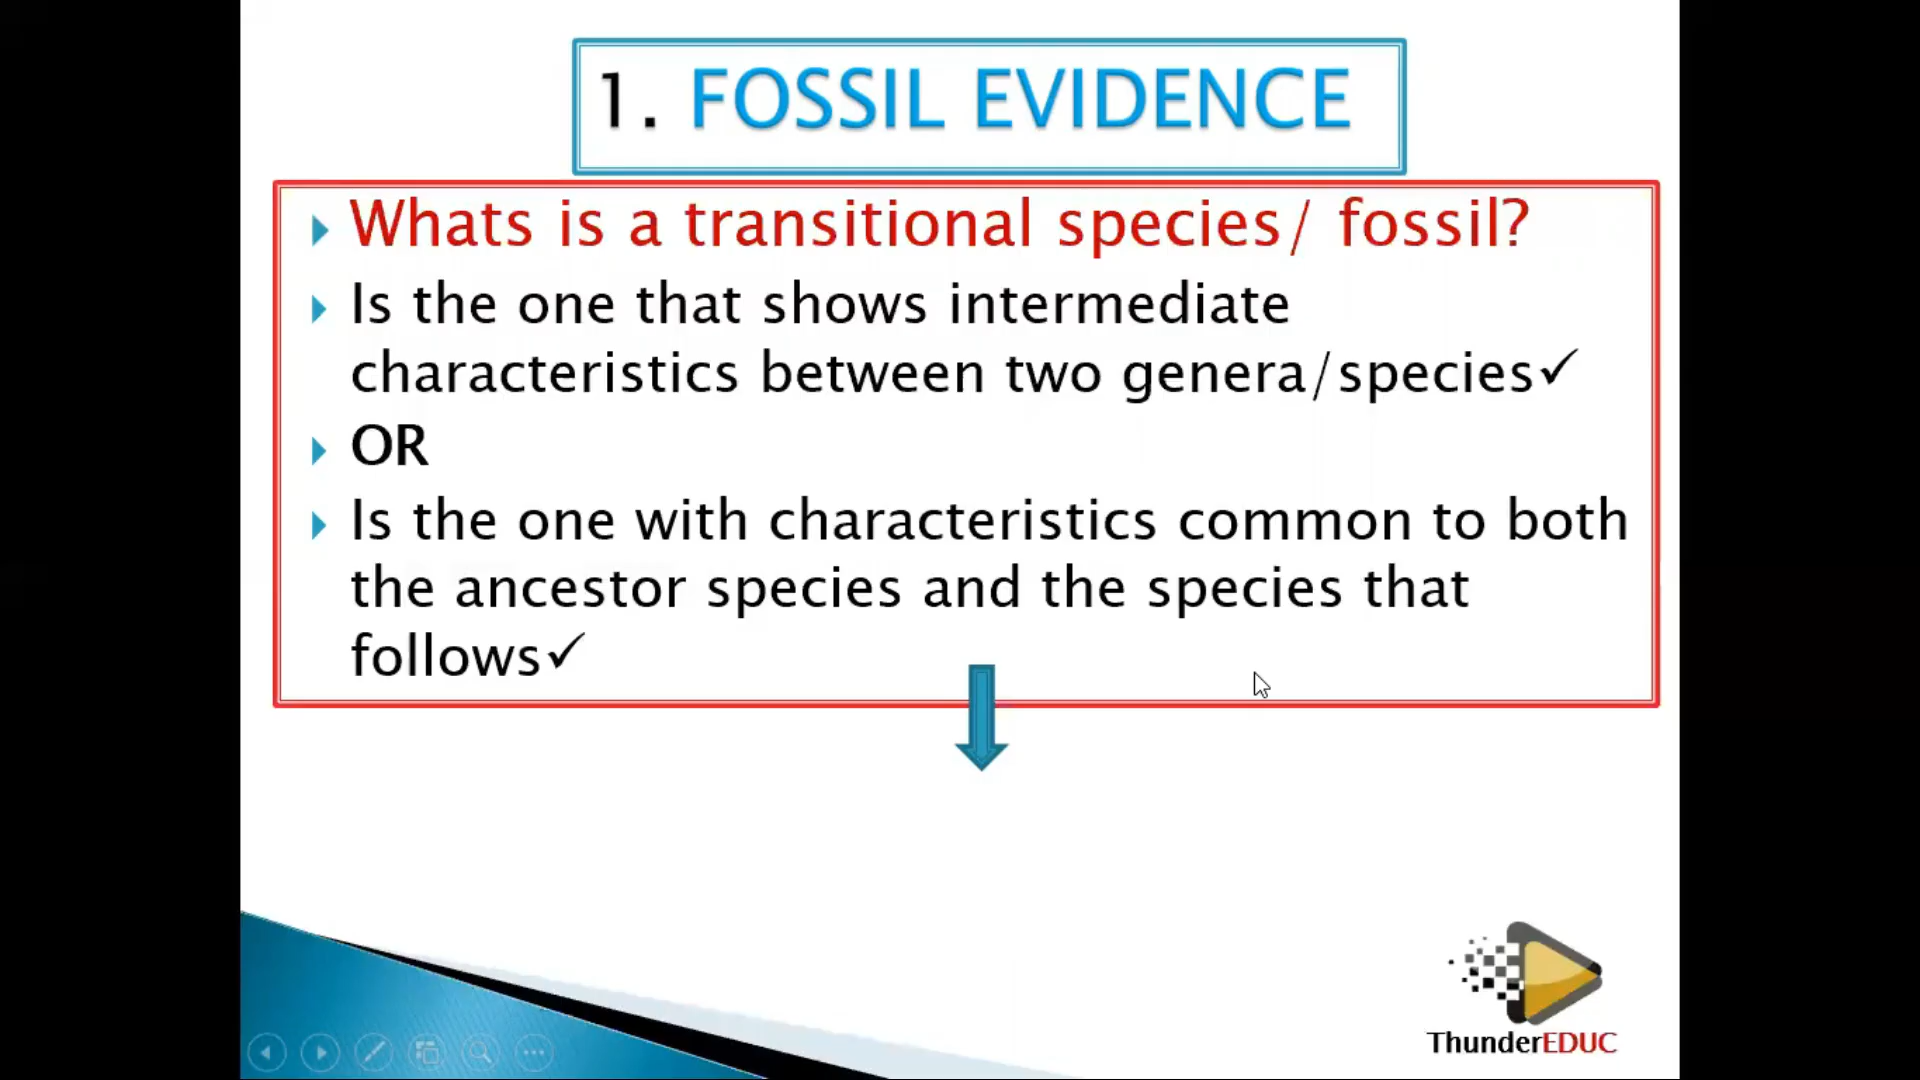 1. FOSSIL EVIDENCE
Whats is a transitional species/ fossil?
Is the one that shows intermediate
characteristics between two genera/species✓
OR
Is the one with characteristics common to both
the ancestor species and the species that
follows✓
ThunderEDUC